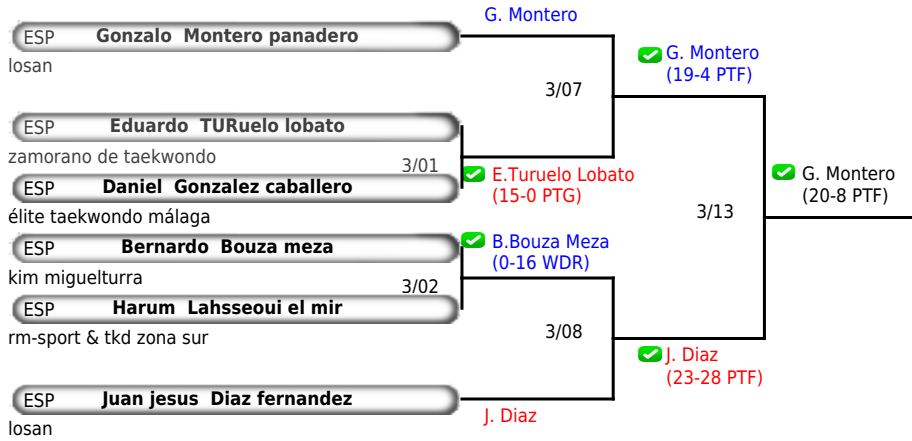 G. Montero
ESP Gonzalo Montero panadero
losan
G. Montero
(19-4 PTF)
3/07
ESP Eduardo TURuelo lobato
zamorano de taekwondo
3/01
E.Turuelo Lobato
(15-0 PTG)
ESP Daniel Gonzalez caballero
élite taekwondo málaga
G. Montero
(20-8 PTF)
3/13
ESP Bernardo Bouza meza
kim miguelturra
B.Bouza Meza
(0-16 WDR)
3/02
ESP Harum Lahsseoui el mir
rm-sport & tkd zona sur
3/08
J. Diaz
(23-28 PTF)
ESP Juan jesus Diaz fernandez
losan
J. Diaz